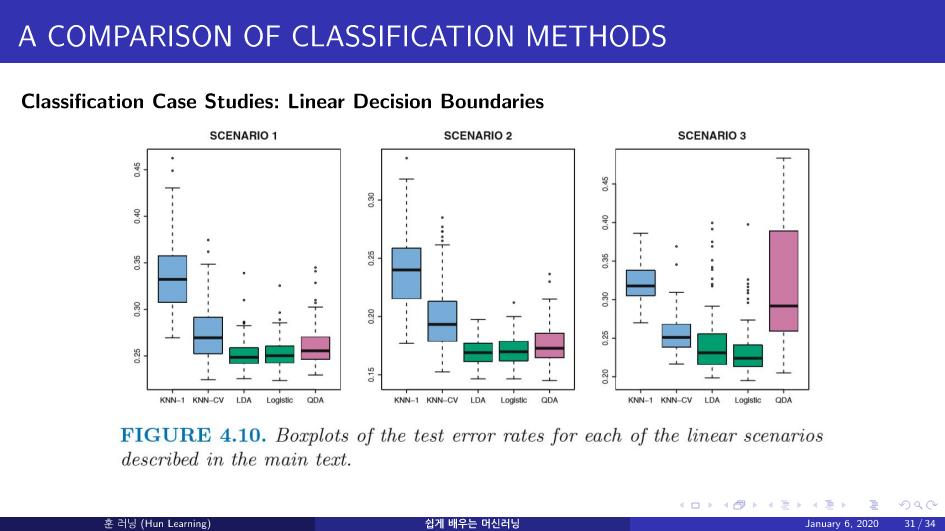 A COMPARISON OF CLASSIFICATION METHODS
Classification Case Studies: Linear Decision Boundaries
SCENARIO 1
0.45
0.40
0.35
0.30
0.25
KNN−1 KNN−CV LDA Logistic QDA
SCENARIO 2
0.30
0.25
0.20
0.15
KNN−1 KNN−CV LDA Logistic QDA
SCENARIO 3
0.45
0.40
0.35
0.30
0.25
0.20
KNN−1 KNN−CV LDA Logistic QDA
FIGURE 4.10. Boxplots of the test error rates for each of the linear scenarios
described in the main text.
훈 러닝 (Hun Learning) 쉽게 배우는 머신러닝 January 6, 2020 31 / 34